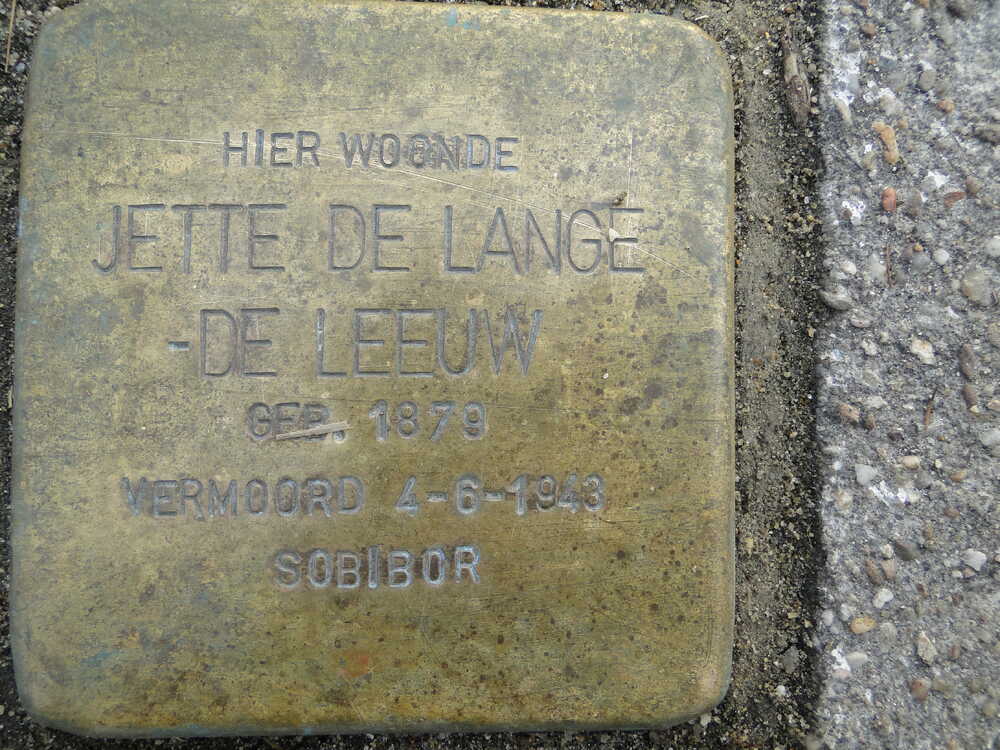 HIER WOONDE
JETTE DE LANGE
-DE LEEUW
GEB. 1879
VERMOORD 4-6-1943
SOBIBOR